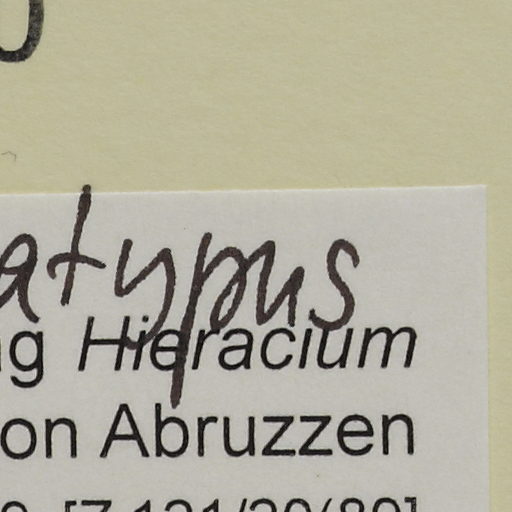 atypus
g Hieracium
on Abruzzen